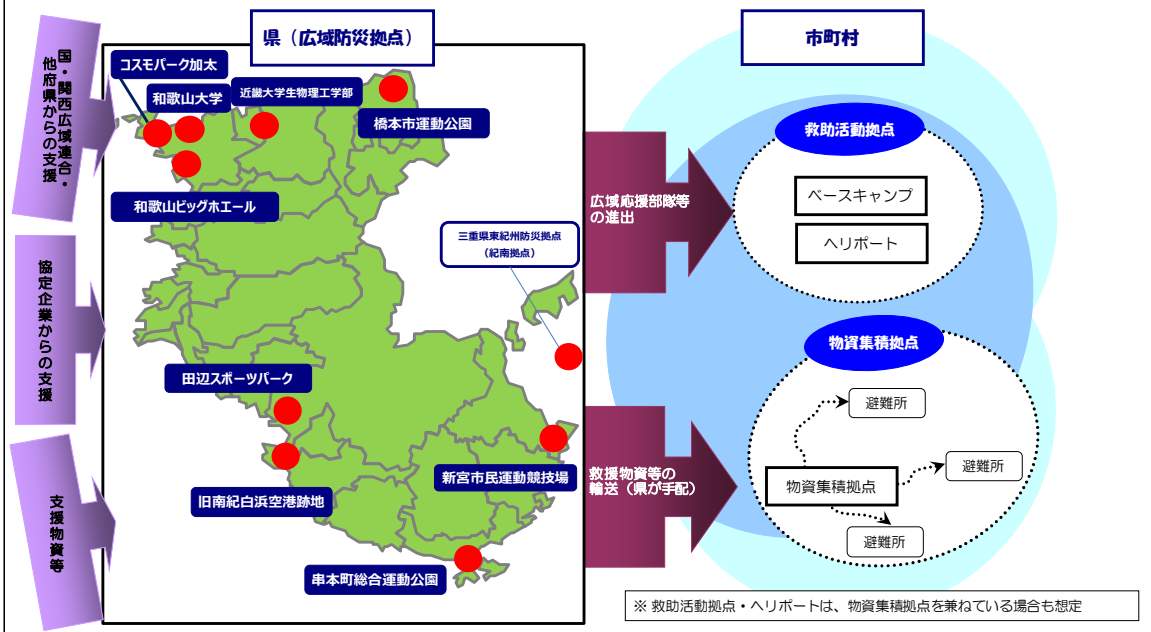 国・関西広域連合・
他府県からの支援
協定企業からの支援
支援物資等
県（広域防災拠点）
コスモパーク加太
和歌山大学
近畿大学生物理工学部
橋本市運動公園
和歌山ビッグホエール
三重県東紀州防災拠点
（紀南拠点）
田辺スポーツパーク
新宮市民運動競技場
旧南紀白浜空港跡地
串本町総合運動公園
広域応援部隊等
の進出
救援物資等の
輸送（県が手配）
市町村
救助活動拠点
ベースキャンプ
ヘリポート
物資集積拠点
避難所
避難所
物資集積拠点
避難所
※ 救助活動拠点・ヘリポートは、物資集積拠点を兼ねている場合も想定